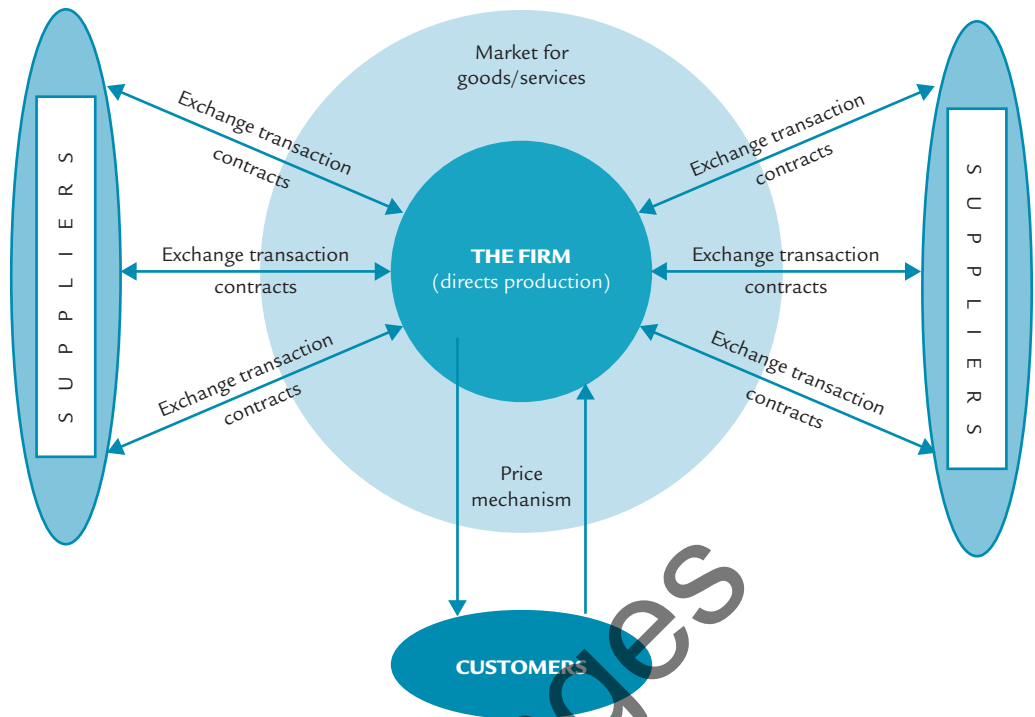 Market for
goods/services
Exchange transaction
contracts
Exchange transaction
contracts
SUPPLIERS
Exchange transaction
contracts
THE FIRM
(directs production)
Exchange transaction
contracts
SUPPLIERS
Exchange transaction
contracts
Exchange transaction
contracts
Price
mechanism
CUSTOMERS
ges